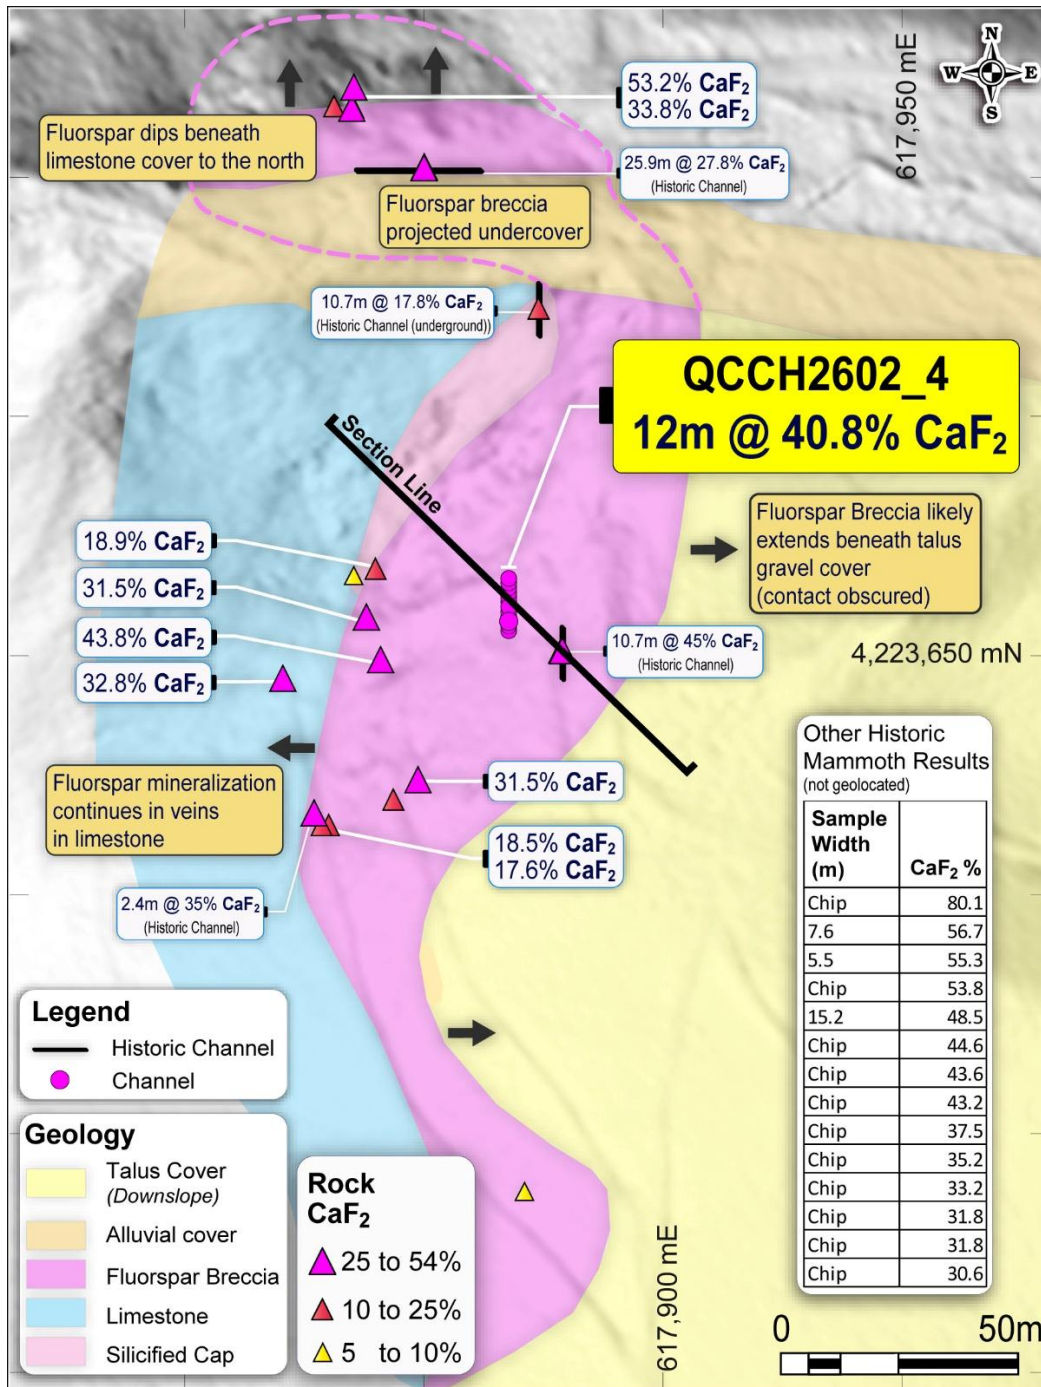 N
W
E
S
617,950 mE
53.2% CaF₂
33.8% CaF₂
Fluorspar dips beneath
limestone cover to the north
25.9m @ 27.8% CaF₂
(Historic Channel)
Fluorspar breccia
projected undercover
10.7m @ 17.8% CaF₂
(Historic Channel (underground))
QCCH2602_4
12m @ 40.8% CaF₂
Section Line
Fluorspar Breccia likely
extends beneath talus
gravel cover
(contact obscured)
18.9% CaF₂
31.5% CaF₂
43.8% CaF₂
32.8% CaF₂
10.7m @ 45% CaF₂
(Historic Channel)
4,223,650 mN
Fluorspar mineralization
continues in veins
in limestone
31.5% CaF₂
18.5% CaF₂
17.6% CaF₂
2.4m @ 35% CaF₂
(Historic Channel)
Other Historic
Mammoth Results
(not geolocated)
Sample
Width
(m)
CaF₂ %
Chip 80.1
7.6 56.7
5.5 55.3
Chip 53.8
15.2 48.5
Chip 44.6
Chip 43.6
Chip 43.2
Chip 37.5
Chip 35.2
Chip 33.2
Chip 31.8
Chip 31.8
Chip 30.6
Legend
Historic Channel
Channel
Geology
Talus Cover
(Downslope)
Alluvial cover
Fluorspar Breccia
Limestone
Silicified Cap
Rock
CaF₂
25 to 54%
10 to 25%
5 to 10%
617,900 mE
0 50m